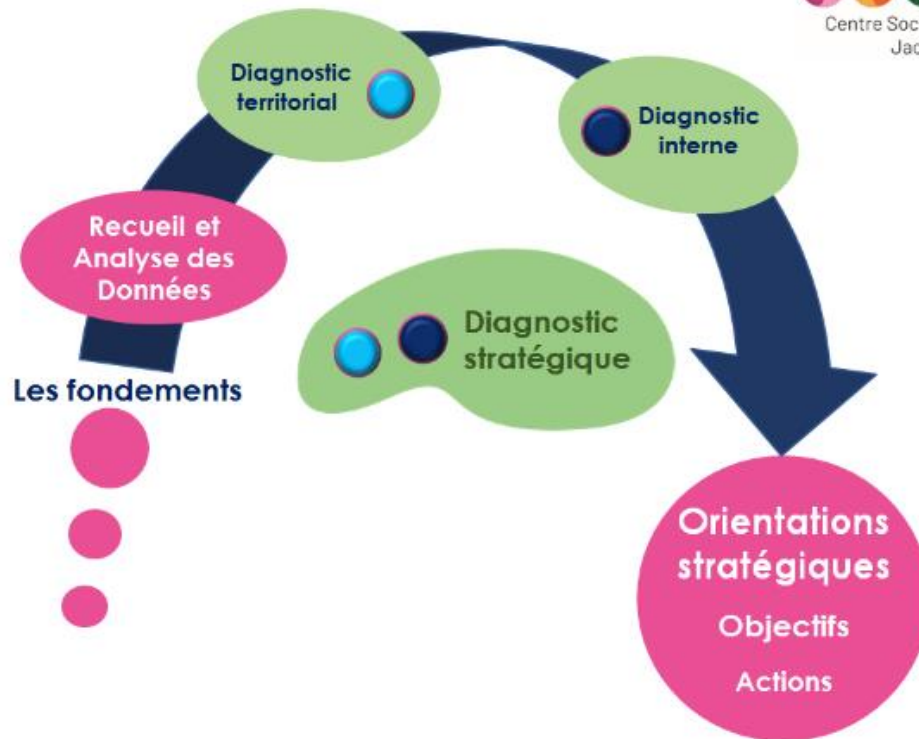 Centre Soc
Jac
Diagnostic
territorial
Diagnostic
interne
Recueil et
Analyse des
Données
Diagnostic
stratégique
Les fondements
Orientations
stratégiques
Objectifs
Actions